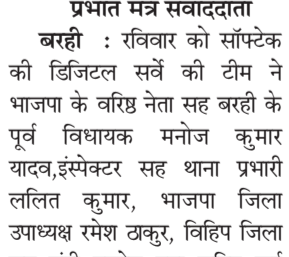 प्रभात मंत्र संवाददाता
बरही : रविवार को सॉफ्टेक
की डिजिटल सर्वे की टीम ने
भाजपा के वरिष्ठ नेता सह बरही के
पूर्व विधायक मनोज कुमार
यादव,इंस्पेक्टर सह थाना प्रभारी
ललित कुमार, भाजपा जिला
उपाध्यक्ष रमेश ठाकुर, विहिप जिला